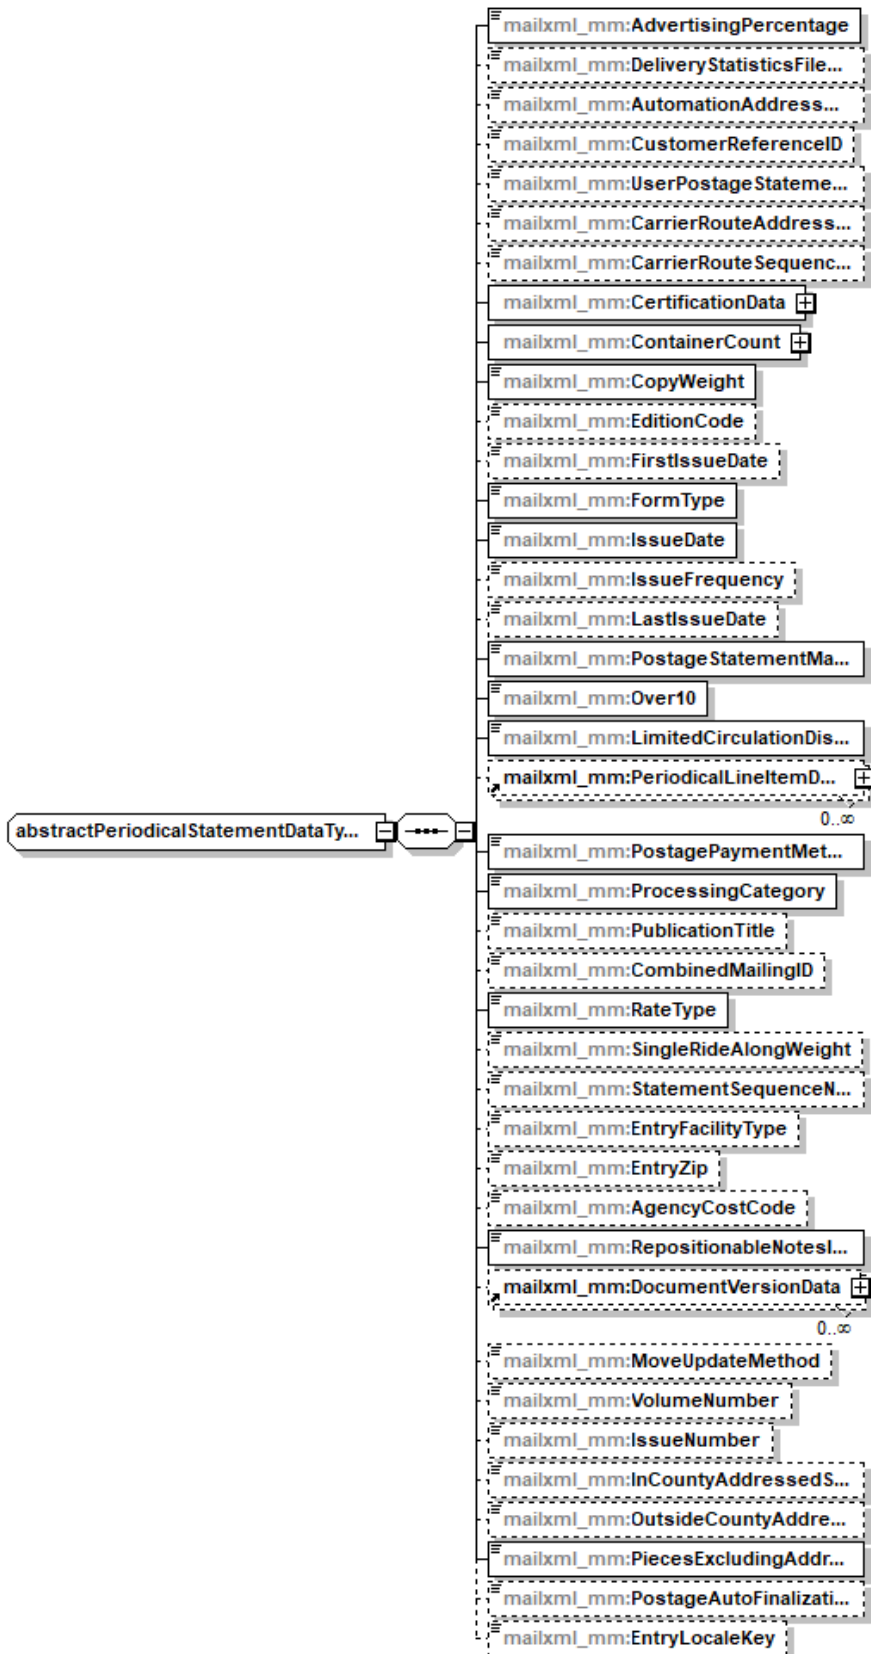 mailxml_mm:AdvertisingPercentage
mailxml_mm:DeliveryStatisticsFile...
mailxml_mm:AutomationAddress...
mailxml_mm:CustomerReferenceID
mailxml_mm:UserPostageStateme...
mailxml_mm:CarrierRouteAddress...
mailxml_mm:CarrierRouteSequenc...
mailxml_mm:CertificationData
mailxml_mm:ContainerCount
mailxml_mm:CopyWeight
mailxml_mm:EditionCode
mailxml_mm:FirstIssueDate
mailxml_mm:FormType
mailxml_mm:IssueDate
mailxml_mm:IssueFrequency
mailxml_mm:LastIssueDate
mailxml_mm:PostageStatementMa...
mailxml_mm:Over10
mailxml_mm:LimitedCirculationDis...
mailxml_mm:PeriodicalLineItemD...
0..∞
abstractPeriodicalStatementDataTy...
mailxml_mm:PostagePaymentMet...
mailxml_mm:ProcessingCategory
mailxml_mm:PublicationTitle
mailxml_mm:CombinedMailingID
mailxml_mm:RateType
mailxml_mm:SingleRideAlongWeight
mailxml_mm:StatementSequenceN...
mailxml_mm:EntryFacilityType
mailxml_mm:EntryZip
mailxml_mm:AgencyCostCode
mailxml_mm:RepositionableNotesI...
mailxml_mm:DocumentVersionData
0..∞
mailxml_mm:MoveUpdateMethod
mailxml_mm:VolumeNumber
mailxml_mm:IssueNumber
mailxml_mm:InCountyAddressedS...
mailxml_mm:OutsideCountyAddre...
mailxml_mm:PiecesExcludingAddr...
mailxml_mm:PostageAutoFinalizati...
mailxml_mm:EntryLocaleKey